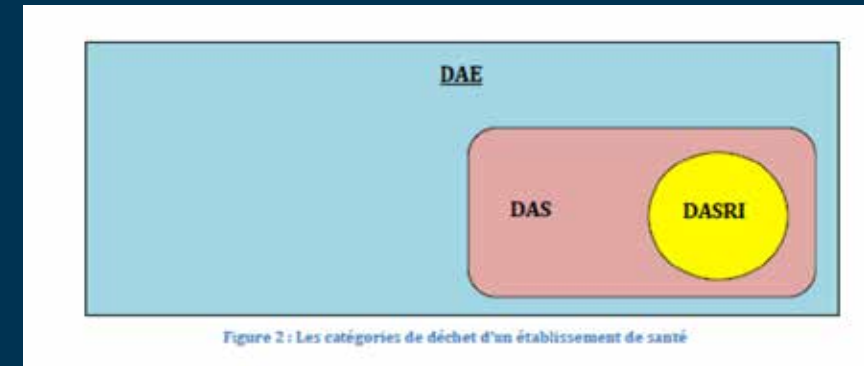 DAE
DAS DASRI
Figure 2 : Les catégories de déchet d'un établissement de santé